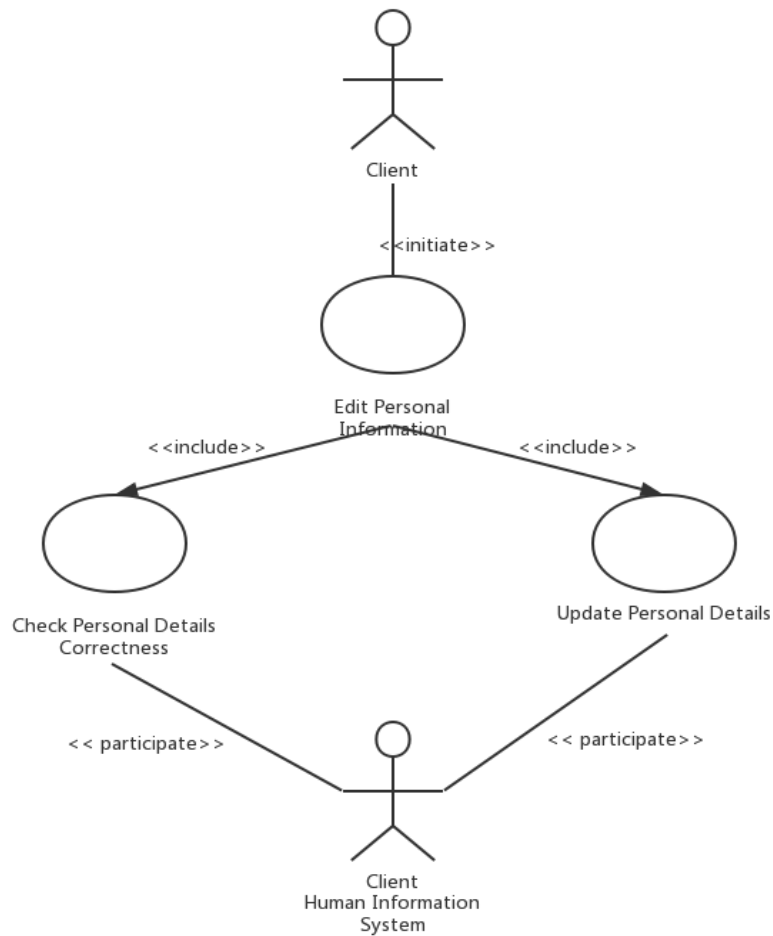 Client
<<initiate>>
Edit Personal
Information
<<include>>
<<include>>
Check Personal Details
Correctness
Update Personal Details
<< participate>>
<< participate>>
Client
Human Information
System